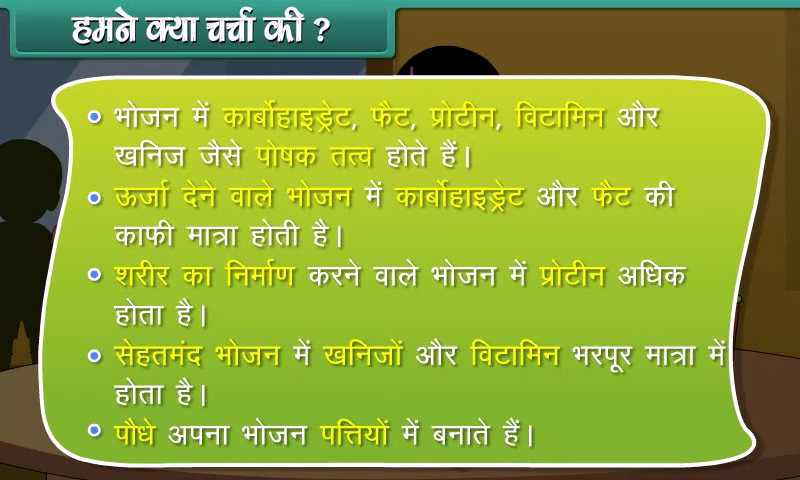 हमने क्या चर्चा की ?
भोजन में कार्बोहाइड्रेट, फैट, प्रोटीन, विटामिन और
खनिज जैसे पोषक तत्व होते हैं।
ऊर्जा देने वाले भोजन में कार्बोहाइड्रेट और फैट की
काफी मात्रा होती है।
शरीर का निर्माण करने वाले भोजन में प्रोटीन अधिक
होता है।
सेहतमंद भोजन में खनिजों और विटामिन भरपूर मात्रा में
होता है।
पौधे अपना भोजन पत्तियों में बनाते हैं।